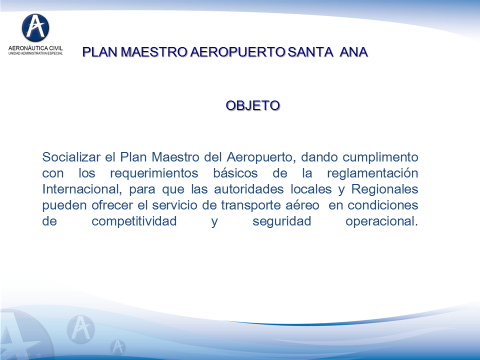 AERONÁUTICA CIVIL
UNIDAD ADMINISTRATIVA ESPECIAL
PLAN MAESTRO AEROPUERTO SANTA ANA
OBJETO
Socializar el Plan Maestro del Aeropuerto, dando cumplimento
con los requerimientos básicos de la reglamentación
Internacional, para que las autoridades locales y Regionales
pueden ofrecer el servicio de transporte aéreo en condiciones
de competitividad y seguridad operacional.